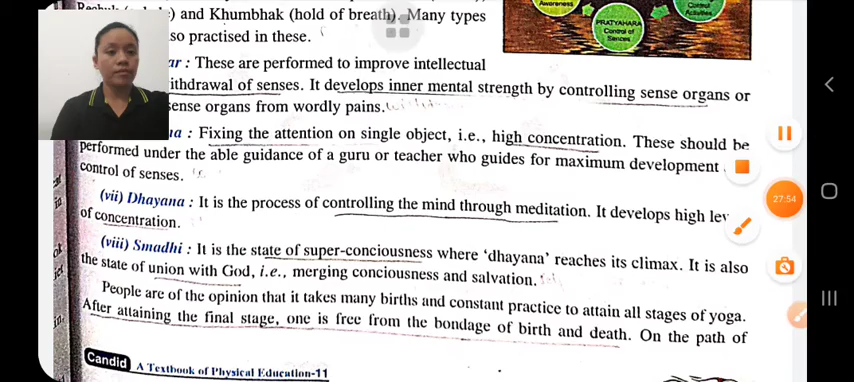 ) and Khumbhak (hold of breath). Many types
so practised in these.
ar : These are performed to improve intellectual
ithdrawal of senses. It develops inner mental strength by controlling sense organs or
sense organs from wordly pains.
na : Fixing the attention on single object, i.e., high concentration. These should be
performed under the able guidance of a guru or teacher who guides for maximum development
control of senses.
(vii) Dhayana : It is the process of controlling the mind through meditation. It develops high lev
of concentration.
(viii) Smadhi : It is the state of super-conciousness where 'dhayana' reaches its climax. It is also
the state of union with God, i.e., merging conciousness and salvation.
People are of the opinion that it takes many births and constant practice to attain all stages of yoga.
After attaining the final stage, one is free from the bondage of birth and death. On the path of
Candid A Textbook of Physical Education-11
Awareness
PRATYAHARA
Control of
Sences
Control
27:54